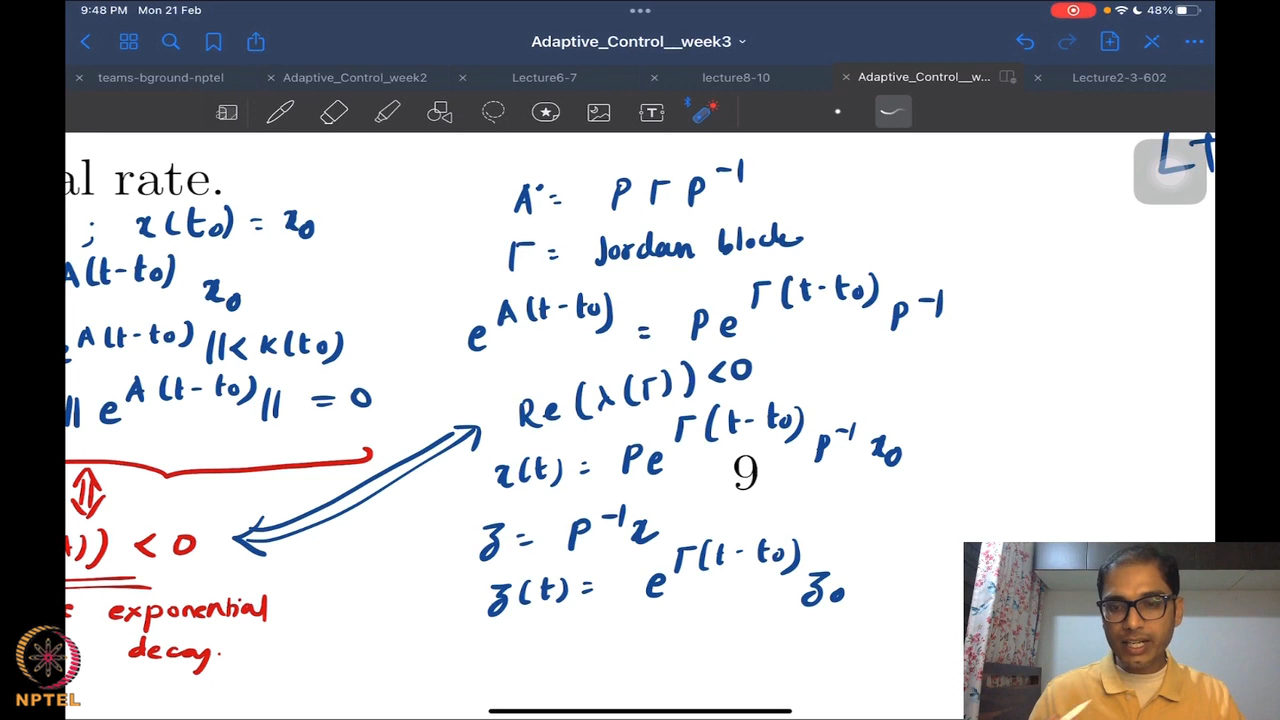 9:48 PM Mon 21 Feb
48%
Adaptive_Control__week3
teams-bground-nptel
Adaptive_Control_week2
Lecture6-7
lecture8-10
Adaptive_Control__w...
Lecture2-3-602
al rate.
; x(t0) = x0
A(t-t0) x0
e^A(t-t0) || < K(t0)
|| e^A(t-t0) || = 0
)) < 0
exponential
decay.
A = P Γ P^-1
Γ = Jordan block
e^A(t-t0) = P e^Γ(t-t0) P^-1
Re(λ(Γ)) < 0
x(t) = P e^Γ(t-t0) P^-1 x0
9
z = P^-1 x
z(t) = e^Γ(t-t0) z0
NPTEL